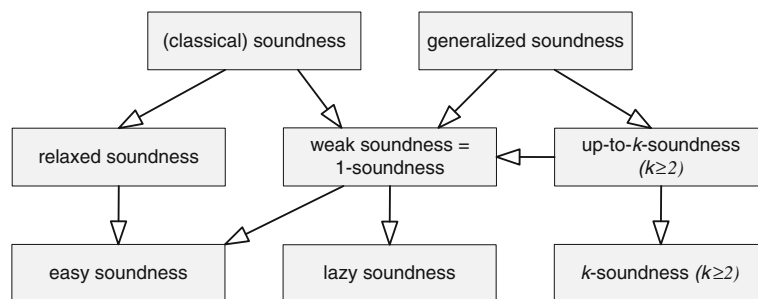 (classical) soundness
generalized soundness
relaxed soundness
weak soundness =
1-soundness
up-to-k-soundness
(k≥2)
easy soundness
lazy soundness
k-soundness (k≥2)